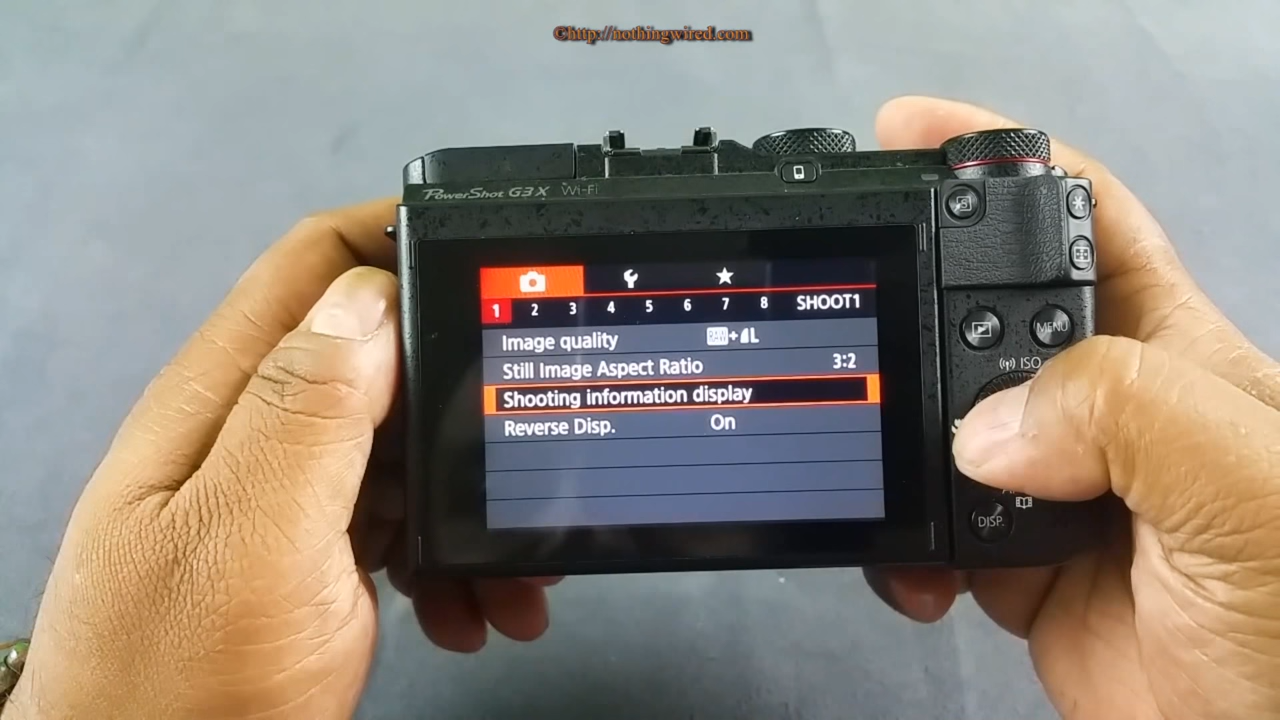 ©http://nothingwired.com
PowerShot G3 X Wi-Fi
1 2 3 4 5 6 7 8 SHOOT1
Image quality RAW+ L
Still Image Aspect Ratio 3:2
Shooting information display
Reverse Disp. On
MENU
ISO
DISP.